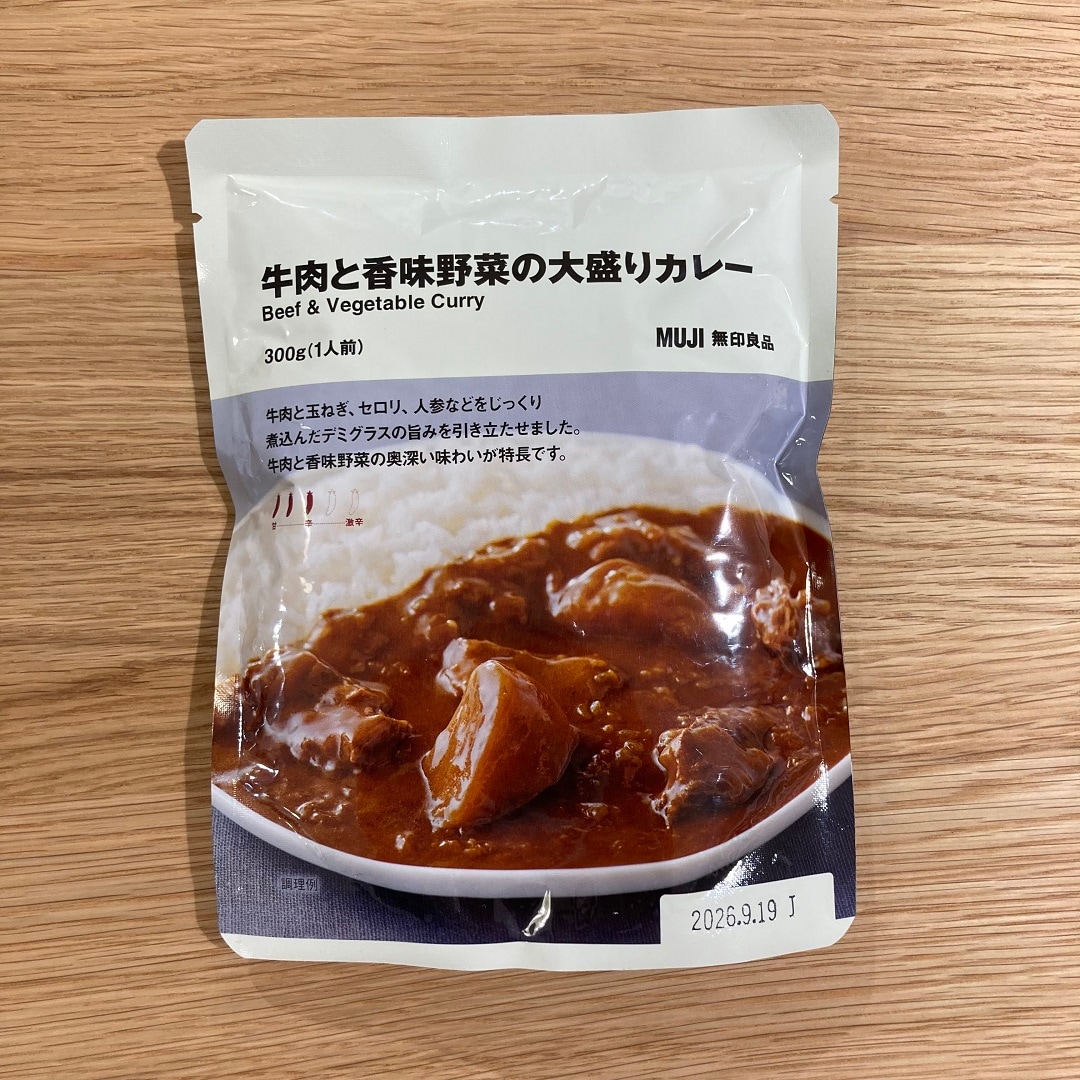 牛肉と香味野菜の大盛りカレー
Beef & Vegetable Curry
300g(1人前)
MUJI 無印良品
牛肉と玉ねぎ、セロリ、人参などをじっくり
煮込んだデミグラスの旨みを引き立たせました。
牛肉と香味野菜の奥深い味わいが特長です。
甘 辛 激辛
調理例
2026.9.19 J